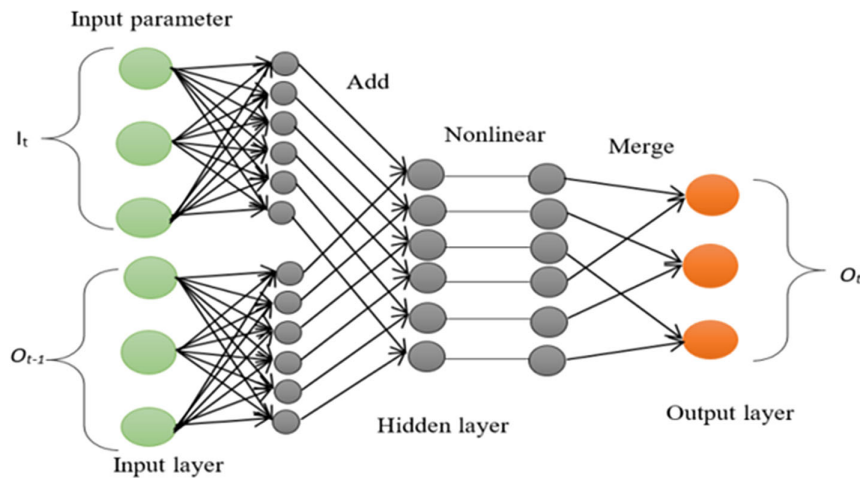 Input parameter
Add
Iₜ
Nonlinear
Merge
Oₜ
Oₜ₋₁
Hidden layer
Output layer
Input layer